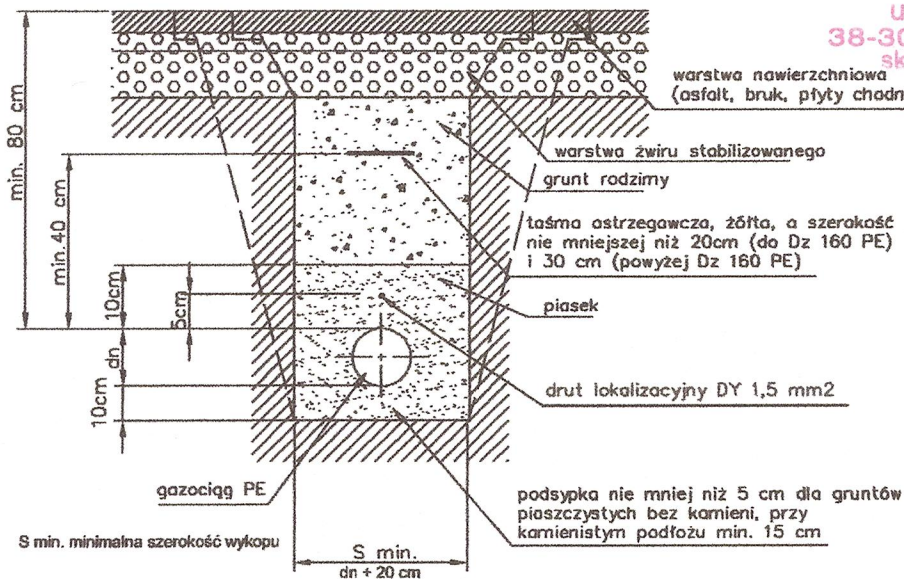 38-30
sk
warstwa nawierzchniowa
(asfalt, bruk, płyty chodn
warstwa żwiru stabilizowanego
grunt rodzimy
taśma ostrzegawcza, żółta, a szerokość
nie mniejszej niż 20cm (do Dz 160 PE)
i 30 cm (powyżej Dz 160 PE)
piasek
drut lokalizacyjny DY 1,5 mm2
podsypka nie mniej niż 5 cm dla gruntów
piaszczystych bez kamieni, przy
kamienistym podłożu min. 15 cm
min. 80 cm
min.40 cm
10cm
5cm
dn
10cm
gazociąg PE
S min. minimalna szerokość wykopu
S min.
dn + 20 cm